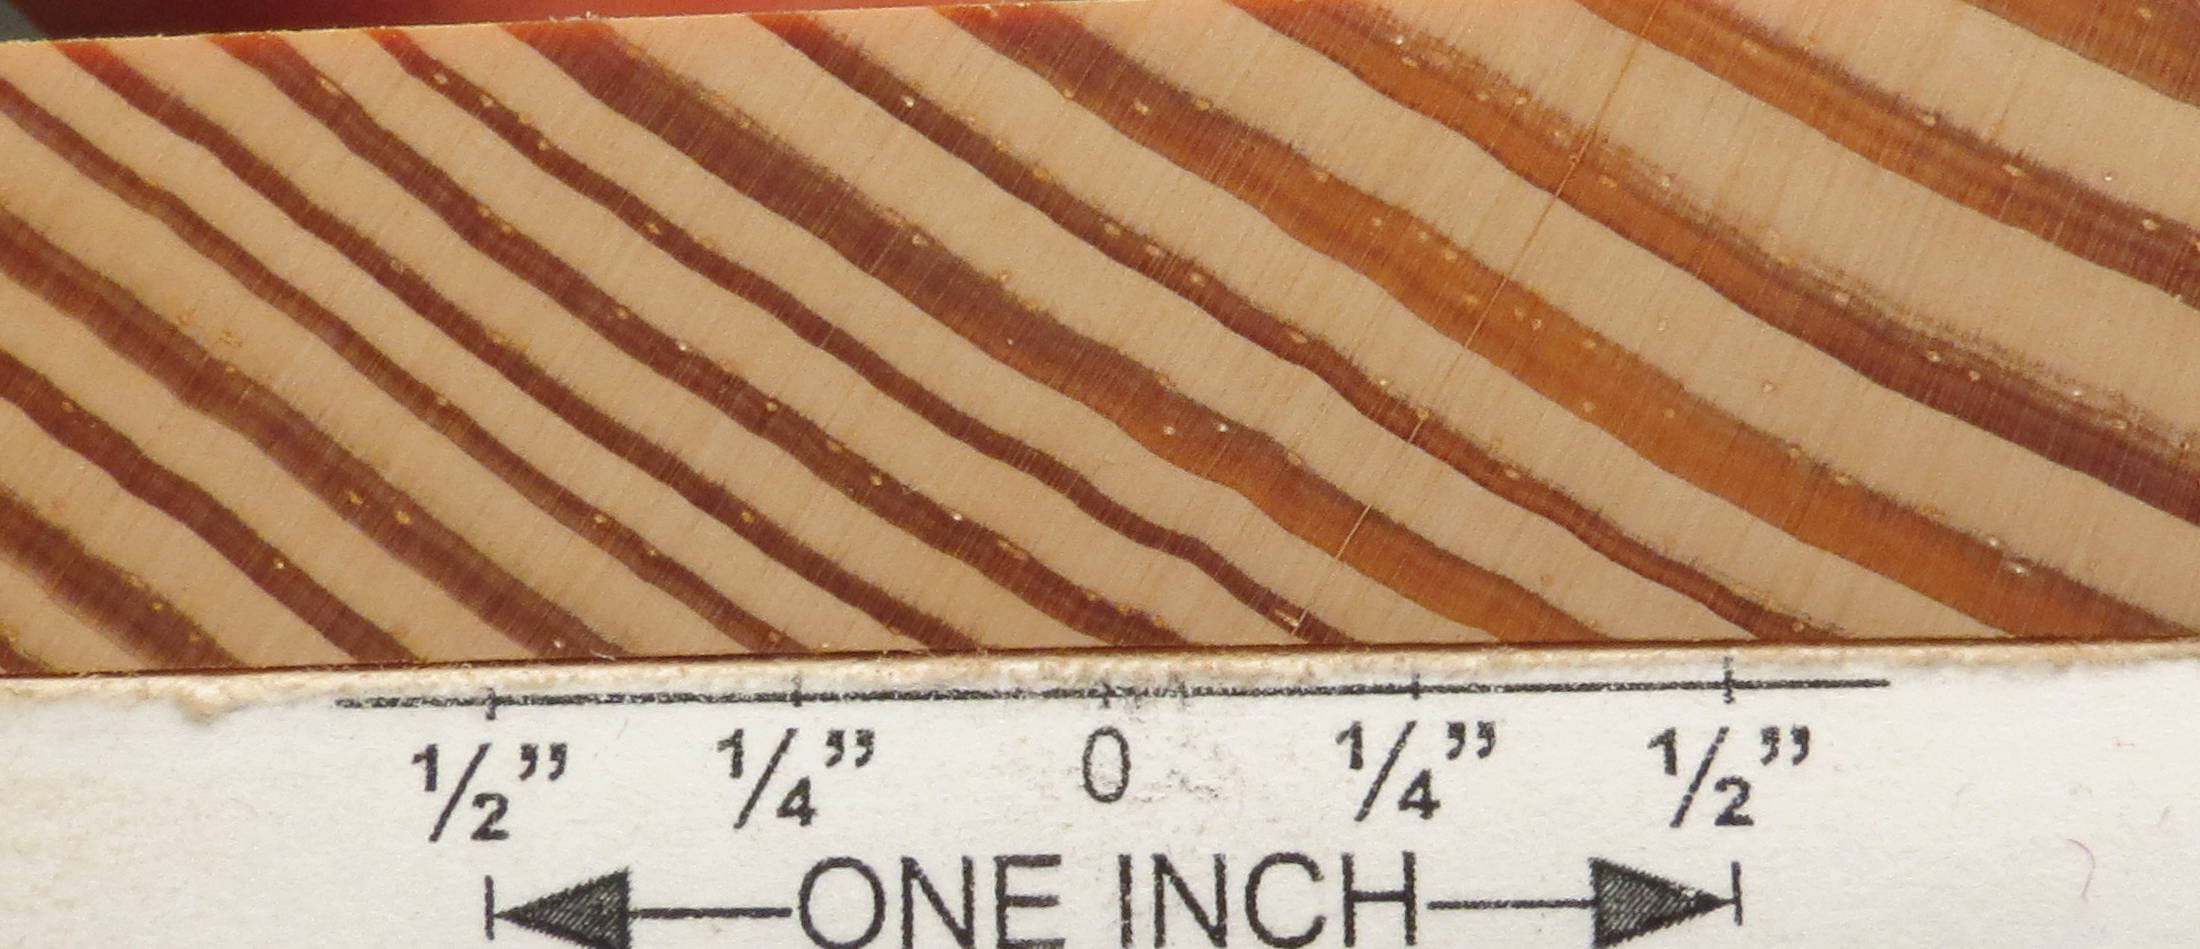 1/2” 1/4” 0 1/4” 1/2”
ONE INCH